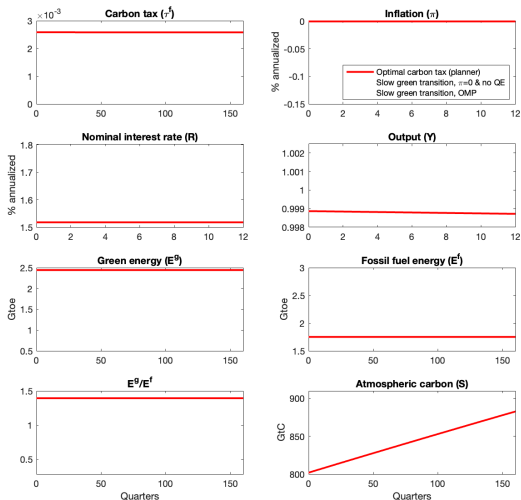 Carbon tax (τ^f)
×10^-3
3
2
1
0
0 50 100 150
Inflation (π)
% annualized
0
-0.05
-0.1
-0.15
0 2 4 6 8 10 12
Optimal carbon tax (planner)
Slow green transition, π=0 & no QE
Slow green transition, OMP
Nominal interest rate (R)
% annualized
1.8
1.7
1.6
1.5
0 2 4 6 8 10 12
Output (Y)
1.002
1.001
1
0.999
0.998
0 2 4 6 8 10 12
Green energy (E^g)
Gtoe
2.5
2
1.5
1
0.5
0 50 100 150
Fossil fuel energy (E^f)
Gtoe
3
2.5
2
1.5
0 50 100 150
E^g/E^f
1.5
1
0.5
0 50 100 150
Quarters
Atmospheric carbon (S)
GtC
900
850
800
0 50 100 150
Quarters